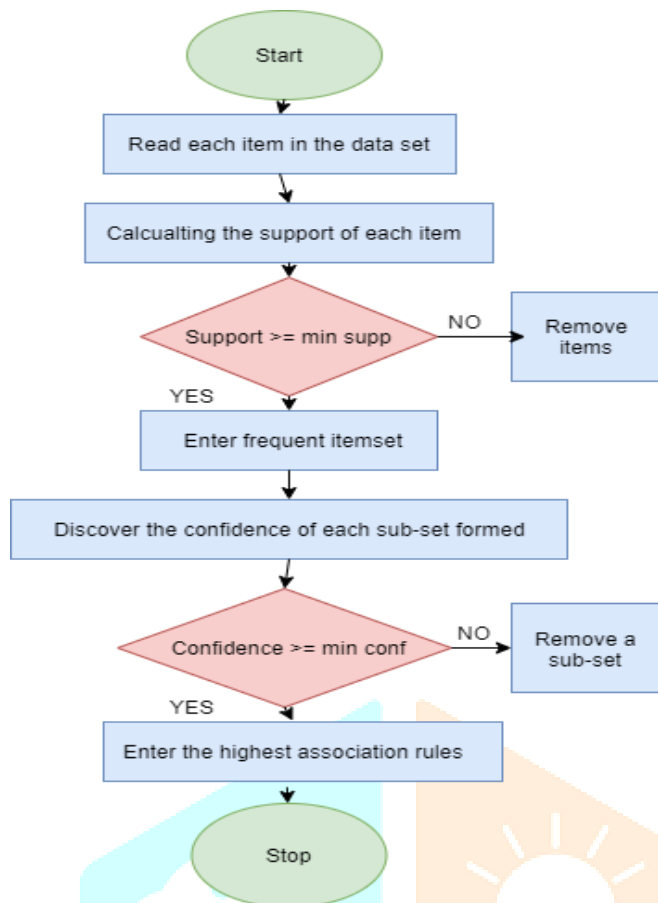 Start
Read each item in the data set
Calcualting the support of each item
Support >= min supp
NO
Remove
items
YES
Enter frequent itemset
Discover the confidence of each sub-set formed
Confidence >= min conf
NO
Remove a
sub-set
YES
Enter the highest association rules
Stop